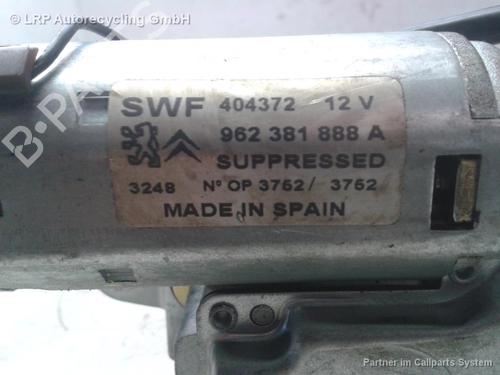 © LRP Autorecycling GmbH
SWF 404372 12 V
962 381 888 A
SUPPRESSED
3248 Nº OP 3752 / 3752
MADE IN SPAIN
Partner im Callparts System